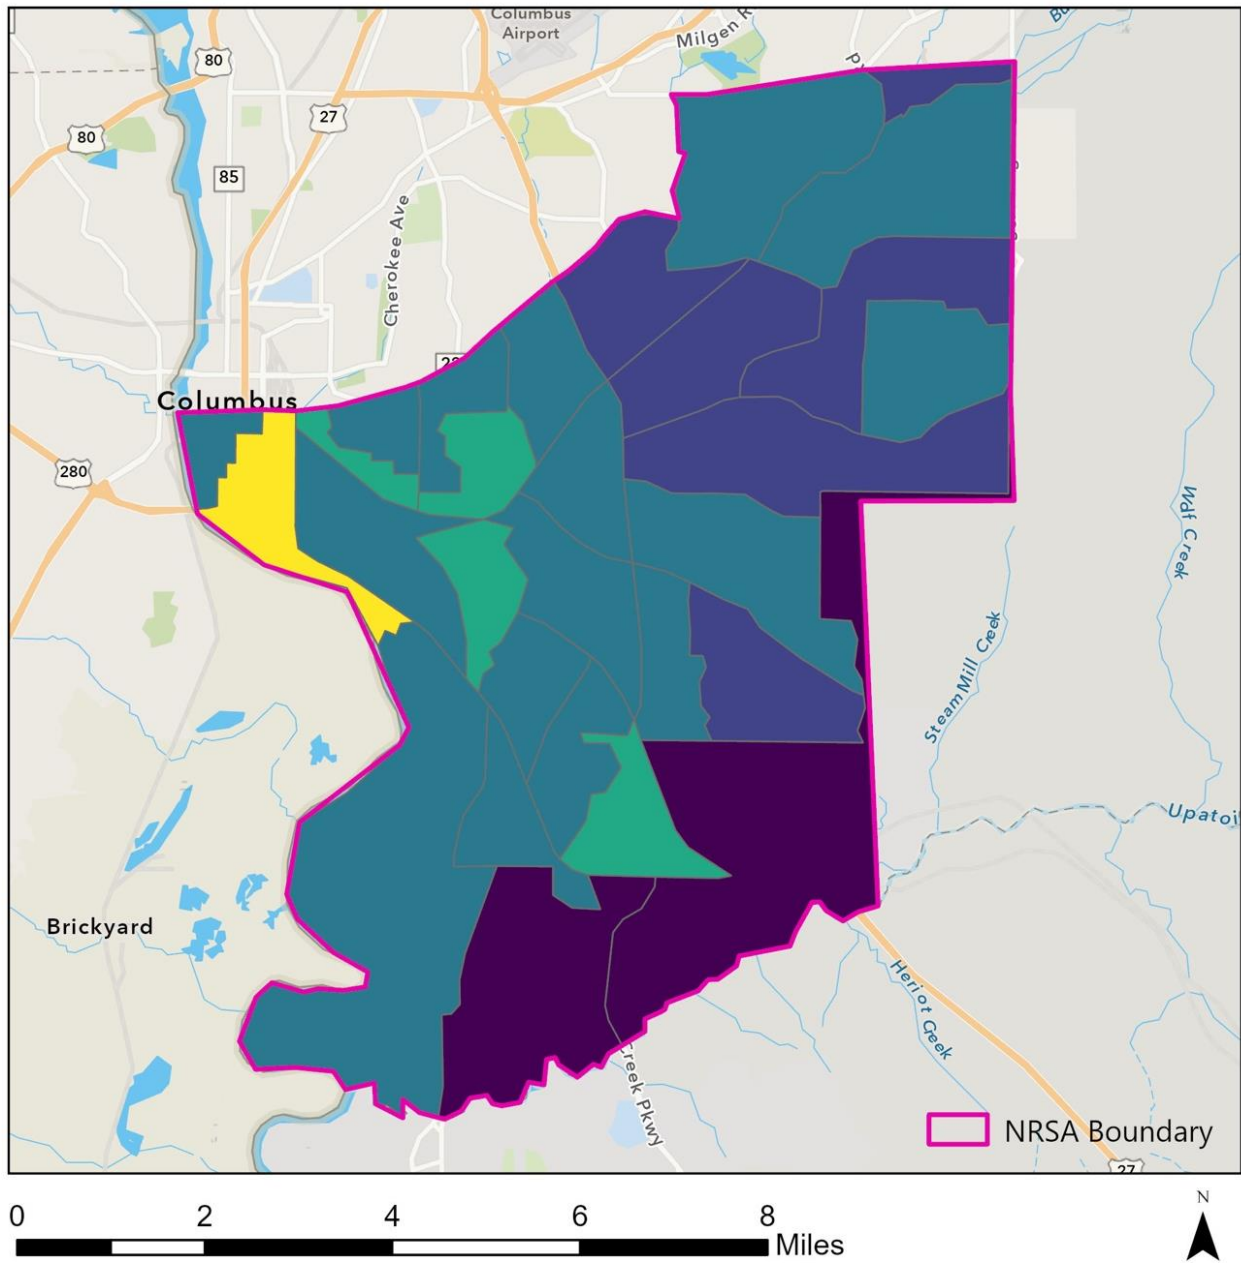 Columbus
Airport
Milgen R
80
27
80
85
Cherokee Ave
22
Columbus
280
Wolf Creek
Steam Mill Creek
Upatoi
Brickyard
Heriot Creek
Creek Pkwy
NRSA Boundary
27
0 2 4 6 8
Miles
N